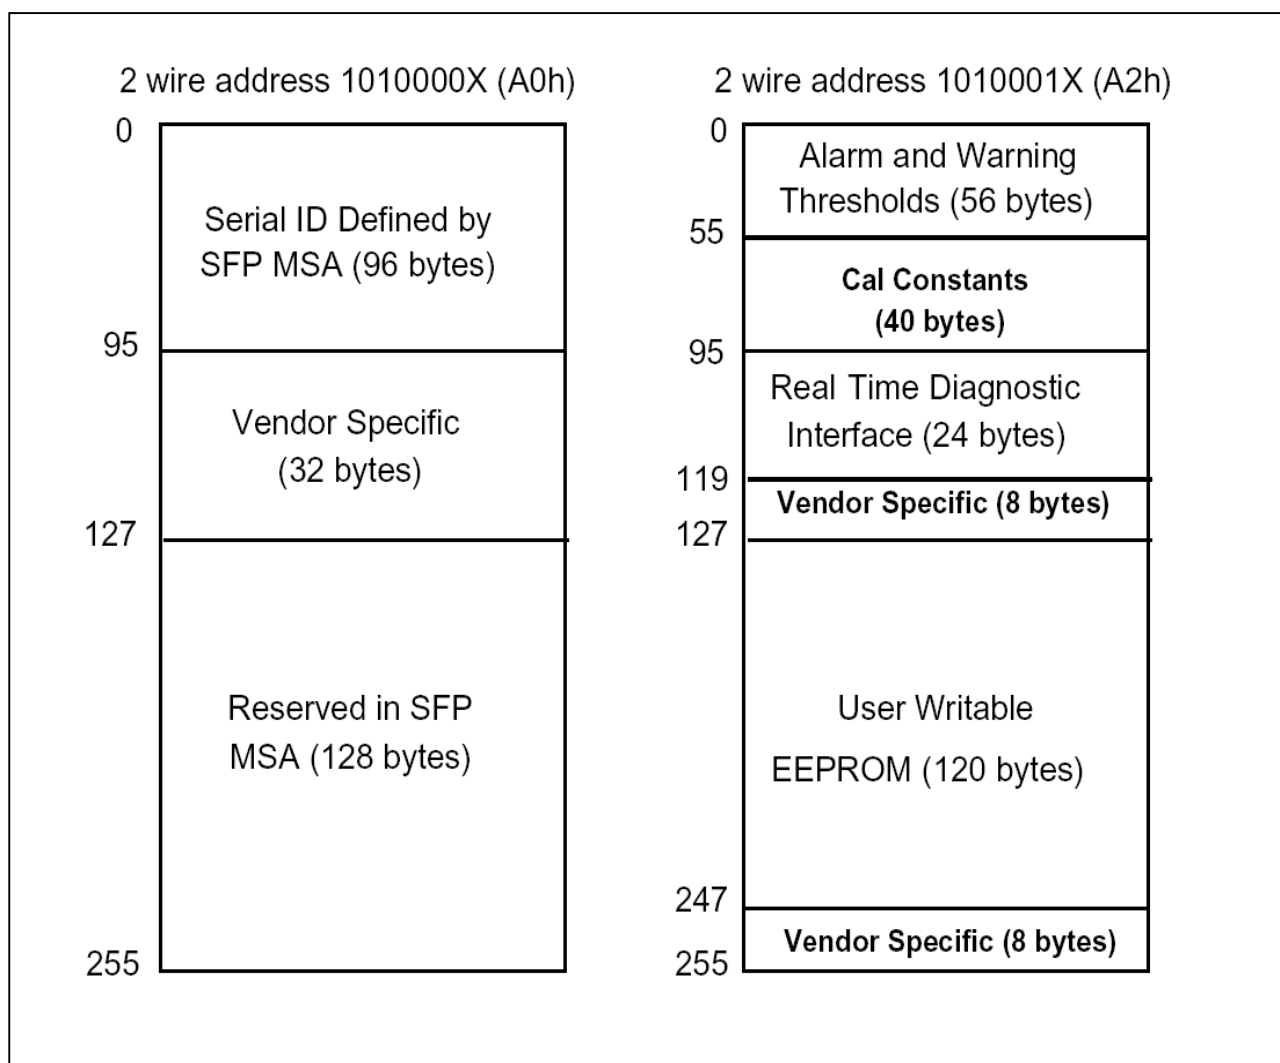 2 wire address 1010000X (A0h)
0
Serial ID Defined by
SFP MSA (96 bytes)
95
Vendor Specific
(32 bytes)
127
Reserved in SFP
MSA (128 bytes)
255
2 wire address 1010001X (A2h)
0
Alarm and Warning
Thresholds (56 bytes)
55
Cal Constants
(40 bytes)
95
Real Time Diagnostic
Interface (24 bytes)
119
Vendor Specific (8 bytes)
127
User Writable
EEPROM (120 bytes)
247
Vendor Specific (8 bytes)
255